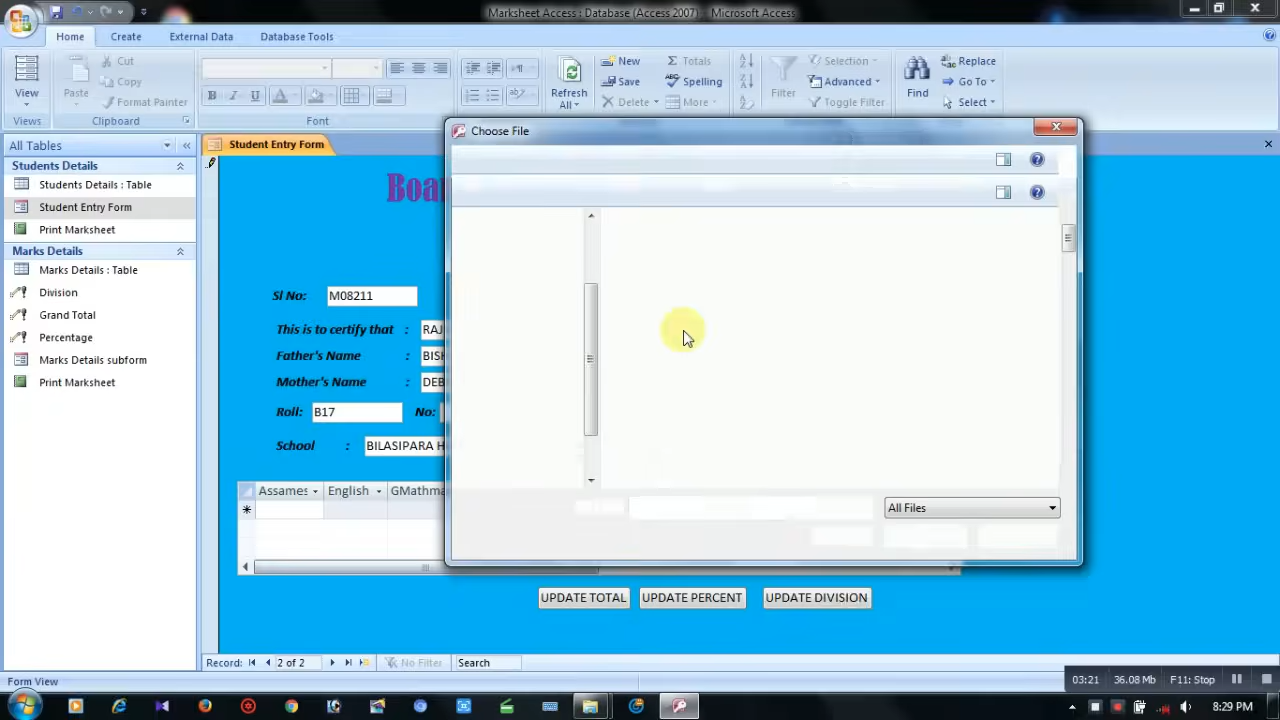 Marksheet Access : Database (Access 2007) - Microsoft Access
Home Create External Data Database Tools
View
Views
Paste
Cut
Copy
Format Painter
Clipboard
Font
Refresh
All
New
Save
Delete
Totals
Spelling
More
Filter
Selection
Advanced
Toggle Filter
Find
Replace
Go To
Select
All Tables
Students Details
Students Details : Table
Student Entry Form
Print Marksheet
Marks Details
Marks Details : Table
Division
Grand Total
Percentage
Marks Details subform
Print Marksheet
Student Entry Form
Choose File
Sl No: M08211
This is to certify that :
Father's Name :
Mother's Name :
Roll: B17 No:
School : BILASIPARA
English
All Files
UPDATE TOTAL UPDATE PERCENT UPDATE DIVISION
Record: 2 of 2 No Filter Search
Form View
03:21 36.08 Mb F11: Stop
8:29 PM